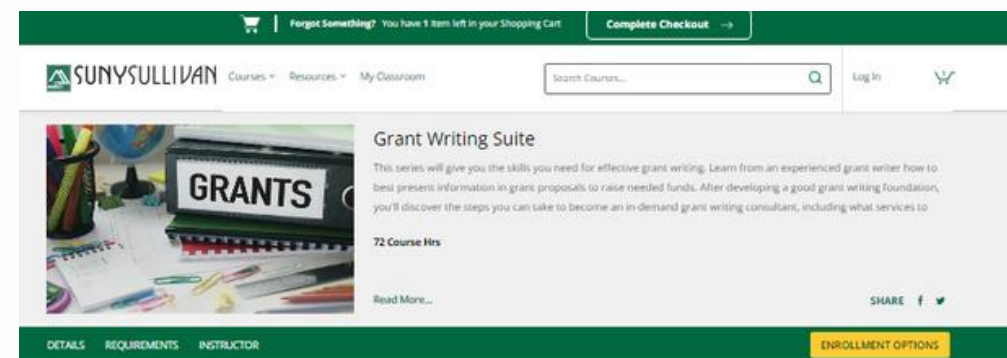 Forgot Something? You have 1 item left in your Shopping Cart
Complete Checkout →
SUNY SULLIVAN
Courses
Resources
My Classroom
Search Courses...
Log In
Grant Writing Suite
This series will give you the skills you need for effective grant writing. Learn from an experienced grant writer how to
best present information in grant proposals to raise needed funds. After developing a good grant writing foundation,
you'll discover the steps you can take to become an in-demand grant writing consultant, including what services to
GRANTS
72 Course Hrs
Read More...
SHARE
DETAILS
REQUIREMENTS
INSTRUCTOR
ENROLLMENT OPTIONS